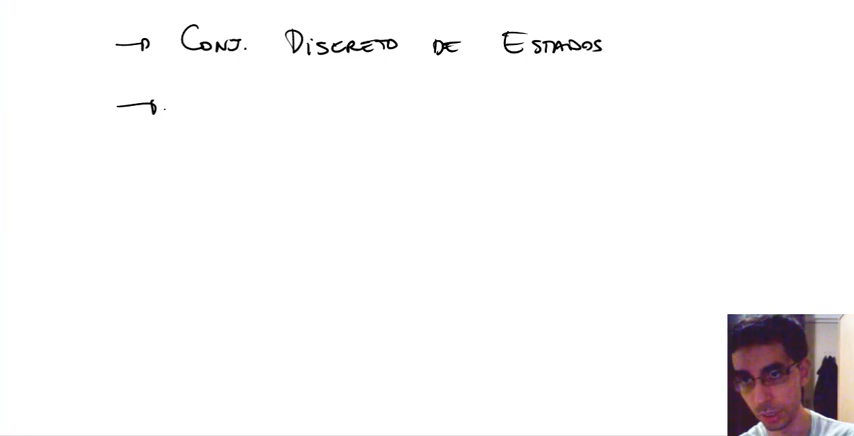 → CONJ. DISCRETO DE ESTADOS
→